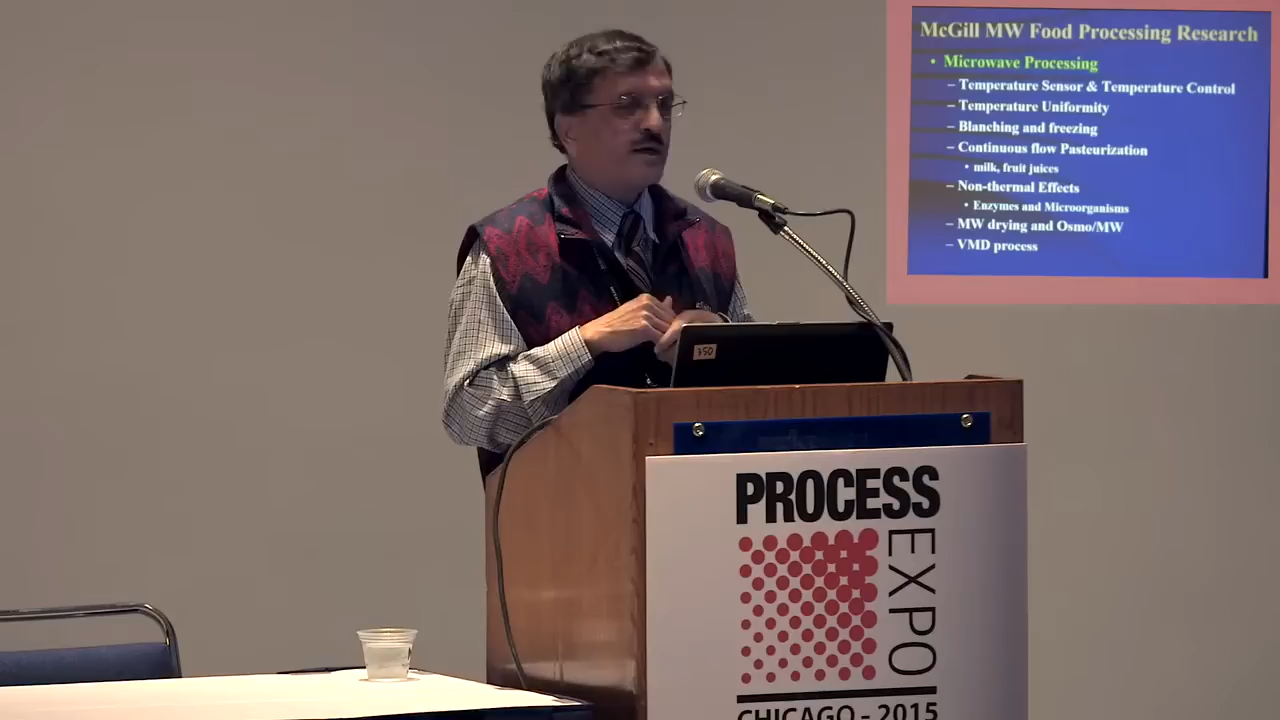 McGill MW Food Processing Research
• Microwave Processing
– Temperature Sensor & Temperature Control
– Temperature Uniformity
– Blanching and freezing
– Continuous flow Pasteurization
• milk, fruit juices
– Non-thermal Effects
• Enzymes and Microorganisms
– MW drying and Osmo/MW
– VMD process
350
PROCESS
EXPO
CHICAGO - 2015